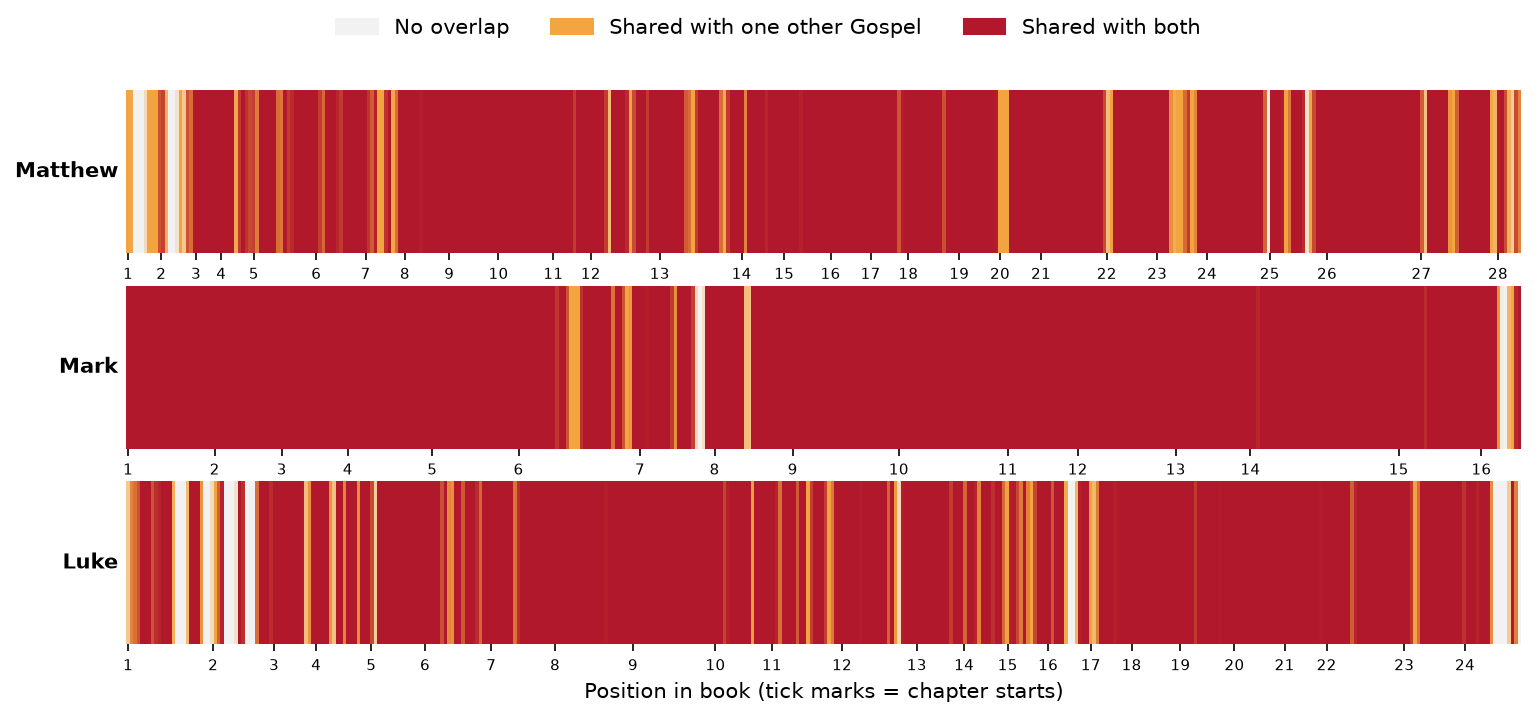 No overlap Shared with one other Gospel Shared with both
Matthew
1 2 3 4 5 6 7 8 9 10 11 12 13 14 15 16 17 18 19 20 21 22 23 24 25 26 27 28
Mark
1 2 3 4 5 6 7 8 9 10 11 12 13 14 15 16
Luke
1 2 3 4 5 6 7 8 9 10 11 12 13 14 15 16 17 18 19 20 21 22 23 24
Position in book (tick marks = chapter starts)